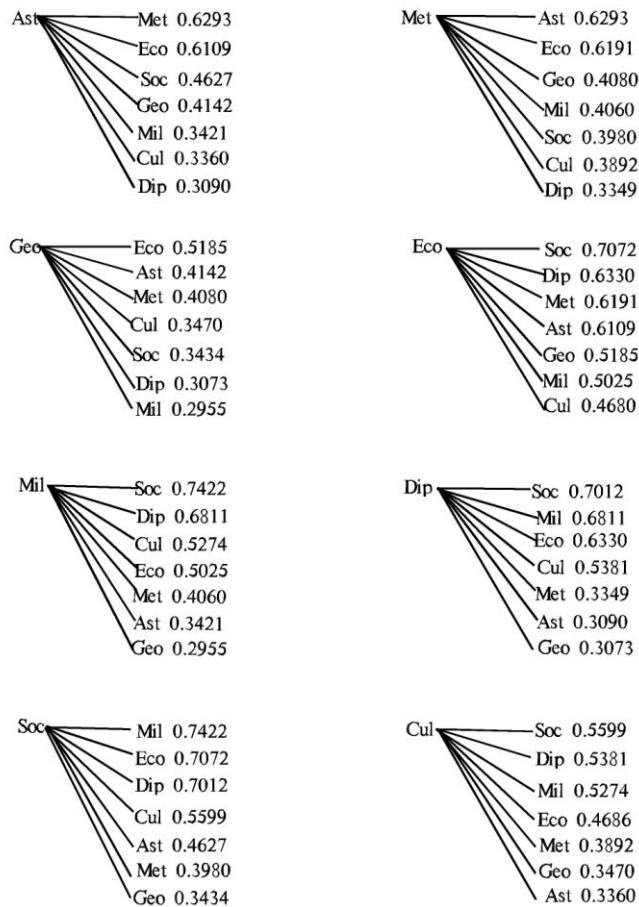 Ast
Met 0.6293
Eco 0.6109
Soc 0.4627
Geo 0.4142
Mil 0.3421
Cul 0.3360
Dip 0.3090
Met
Ast 0.6293
Eco 0.6191
Geo 0.4080
Mil 0.4060
Soc 0.3980
Cul 0.3892
Dip 0.3349
Geo
Eco 0.5185
Ast 0.4142
Met 0.4080
Cul 0.3470
Soc 0.3434
Dip 0.3073
Mil 0.2955
Eco
Soc 0.7072
Dip 0.6330
Met 0.6191
Ast 0.6109
Geo 0.5185
Mil 0.5025
Cul 0.4680
Mil
Soc 0.7422
Dip 0.6811
Cul 0.5274
Eco 0.5025
Met 0.4060
Ast 0.3421
Geo 0.2955
Dip
Soc 0.7012
Mil 0.6811
Eco 0.6330
Cul 0.5381
Met 0.3349
Ast 0.3090
Geo 0.3073
Soc
Mil 0.7422
Eco 0.7072
Dip 0.7012
Cul 0.5599
Ast 0.4627
Met 0.3980
Geo 0.3434
Cul
Soc 0.5599
Dip 0.5381
Mil 0.5274
Eco 0.4686
Met 0.3892
Geo 0.3470
Ast 0.3360